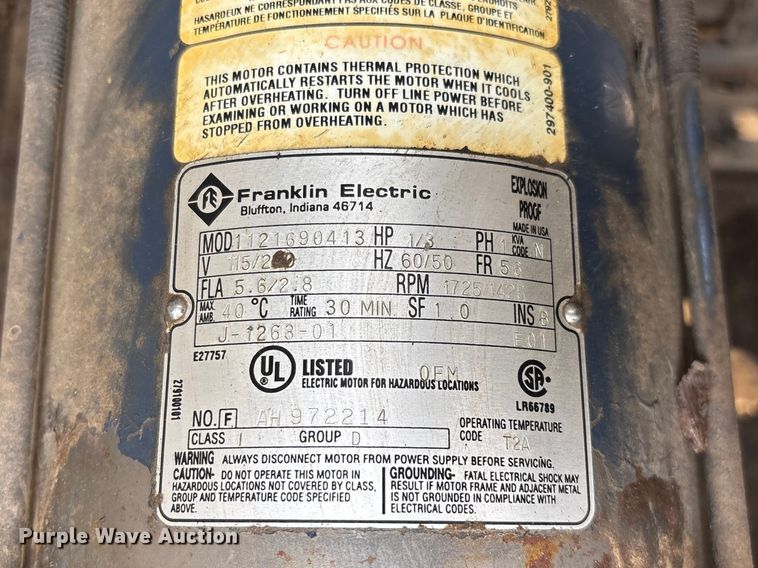 HASARDEUX NE CORRESPONDANT PAS AUX CODES DE CLASSE, GROUPE ET
TEMPÉRATURE DE FONCTIONNEMENT SPÉCIFIÉS SUR LA PLAQUE D'IDENTIFICATION
CAUTION
THIS MOTOR CONTAINS THERMAL PROTECTION WHICH
AUTOMATICALLY RESTARTS THE MOTOR WHEN IT COOLS
AFTER OVERHEATING. TURN OFF LINE POWER BEFORE
EXAMINING OR WORKING ON A MOTOR WHICH HAS
STOPPED FROM OVERHEATING.
297400-901
FE Franklin Electric
Bluffton, Indiana 46714
EXPLOSION
PROOF
MADE IN USA
MOD 1121690413 HP 1/3 PH 1 KVA CODE N
V 115/ HZ 60/50 FR
FLA 5.6/2.8 RPM 1725/
MAX. AMB. 40 °C TIME RATING 30 MIN. SF 1.0 INS
J-1263-01
E27757
UL LISTED OFM
ELECTRIC MOTOR FOR HAZARDOUS LOCATIONS
SA
LR66789
279100101
NO. F AH 972214
CLASS I GROUP D
OPERATING TEMPERATURE
CODE T2A
WARNING ALWAYS DISCONNECT MOTOR FROM POWER SUPPLY BEFORE SERVICING.
CAUTION- DO NOT OPERATE THIS MOTOR IN
HAZARDOUS LOCATIONS NOT COVERED BY CLASS,
GROUP AND TEMPERATURE CODE SPECIFIED
ABOVE.
GROUNDING- FATAL ELECTRICAL SHOCK MAY
RESULT IF MOTOR FRAME AND ADJACENT METAL
IS NOT GROUNDED IN COMPLIANCE WITH
ELECTRICAL CODES.
Purple Wave Auction